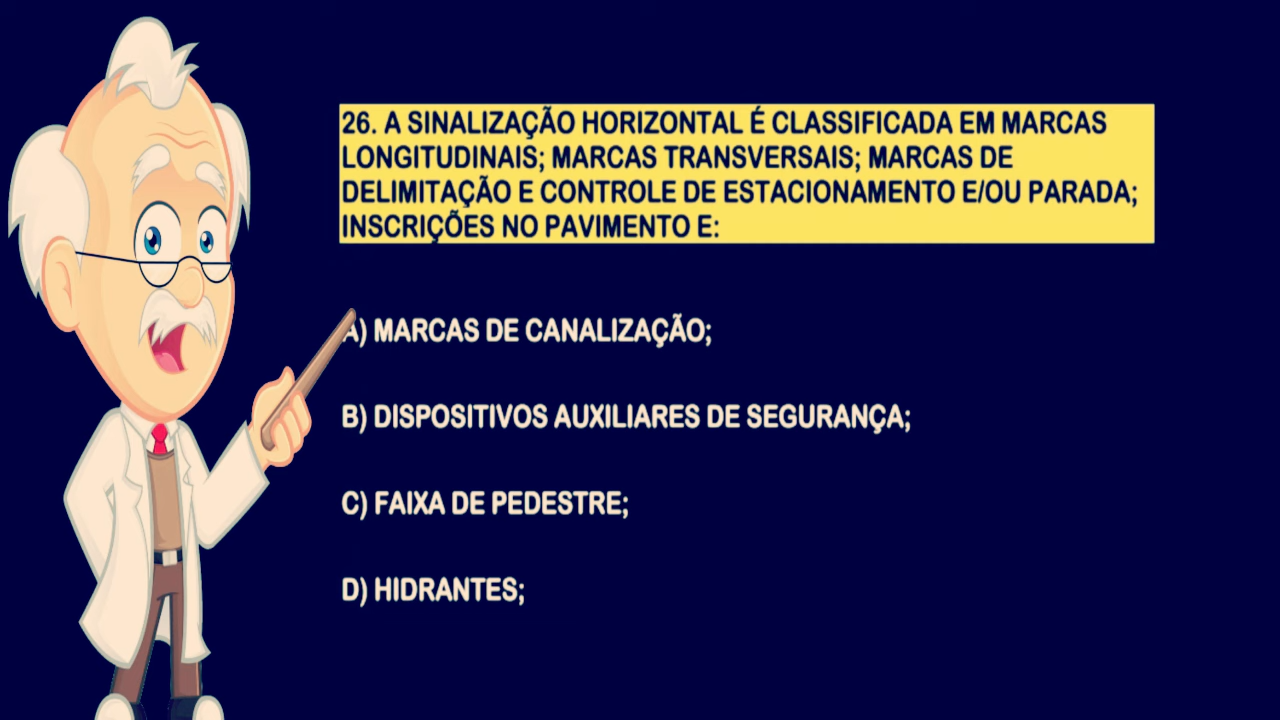 26. A SINALIZAÇÃO HORIZONTAL É CLASSIFICADA EM MARCAS
LONGITUDINAIS; MARCAS TRANSVERSAIS; MARCAS DE
DELIMITAÇÃO E CONTROLE DE ESTACIONAMENTO E/OU PARADA;
INSCRIÇÕES NO PAVIMENTO E:
A) MARCAS DE CANALIZAÇÃO;
B) DISPOSITIVOS AUXILIARES DE SEGURANÇA;
C) FAIXA DE PEDESTRE;
D) HIDRANTES;